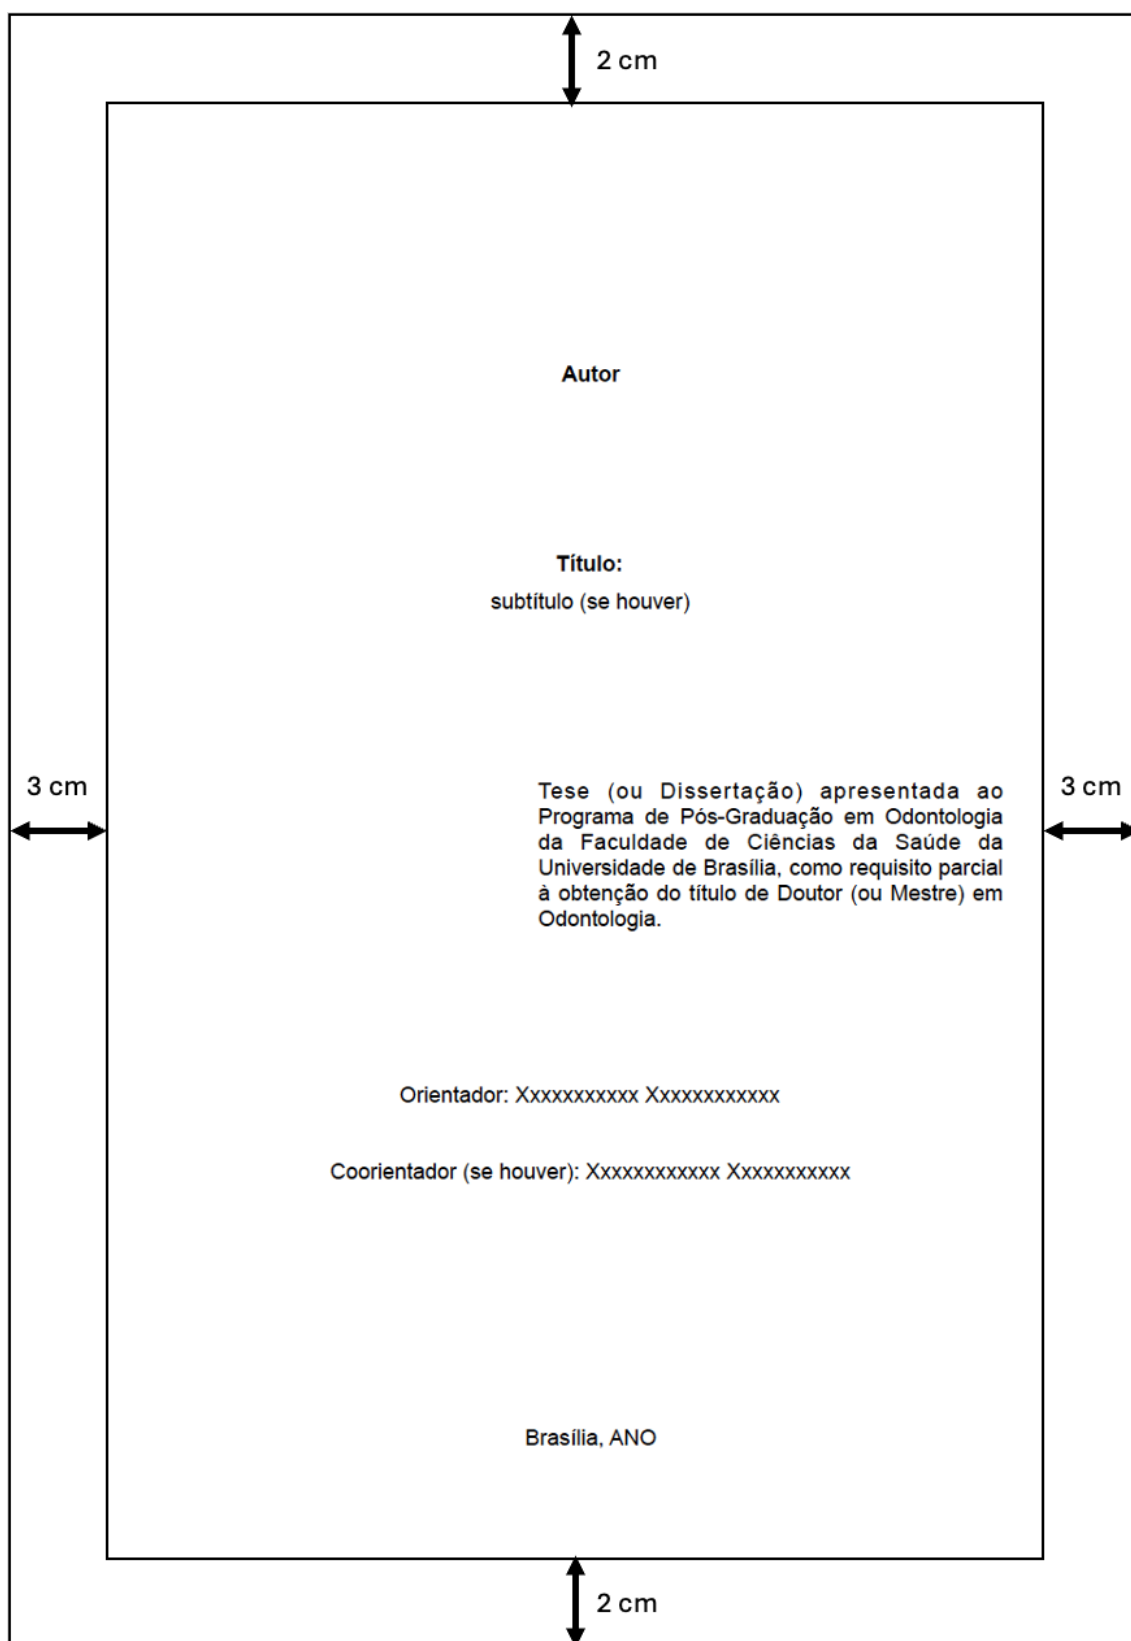 2 cm
Autor
Título:
subtítulo (se houver)
3 cm
3 cm
Tese (ou Dissertação) apresentada ao
Programa de Pós-Graduação em Odontologia
da Faculdade de Ciências da Saúde da
Universidade de Brasília, como requisito parcial
à obtenção do título de Doutor (ou Mestre) em
Odontologia.
Orientador: Xxxxxxxxxxx Xxxxxxxxxxxx
Coorientador (se houver): Xxxxxxxxxxxx Xxxxxxxxxxx
Brasília, ANO
2 cm